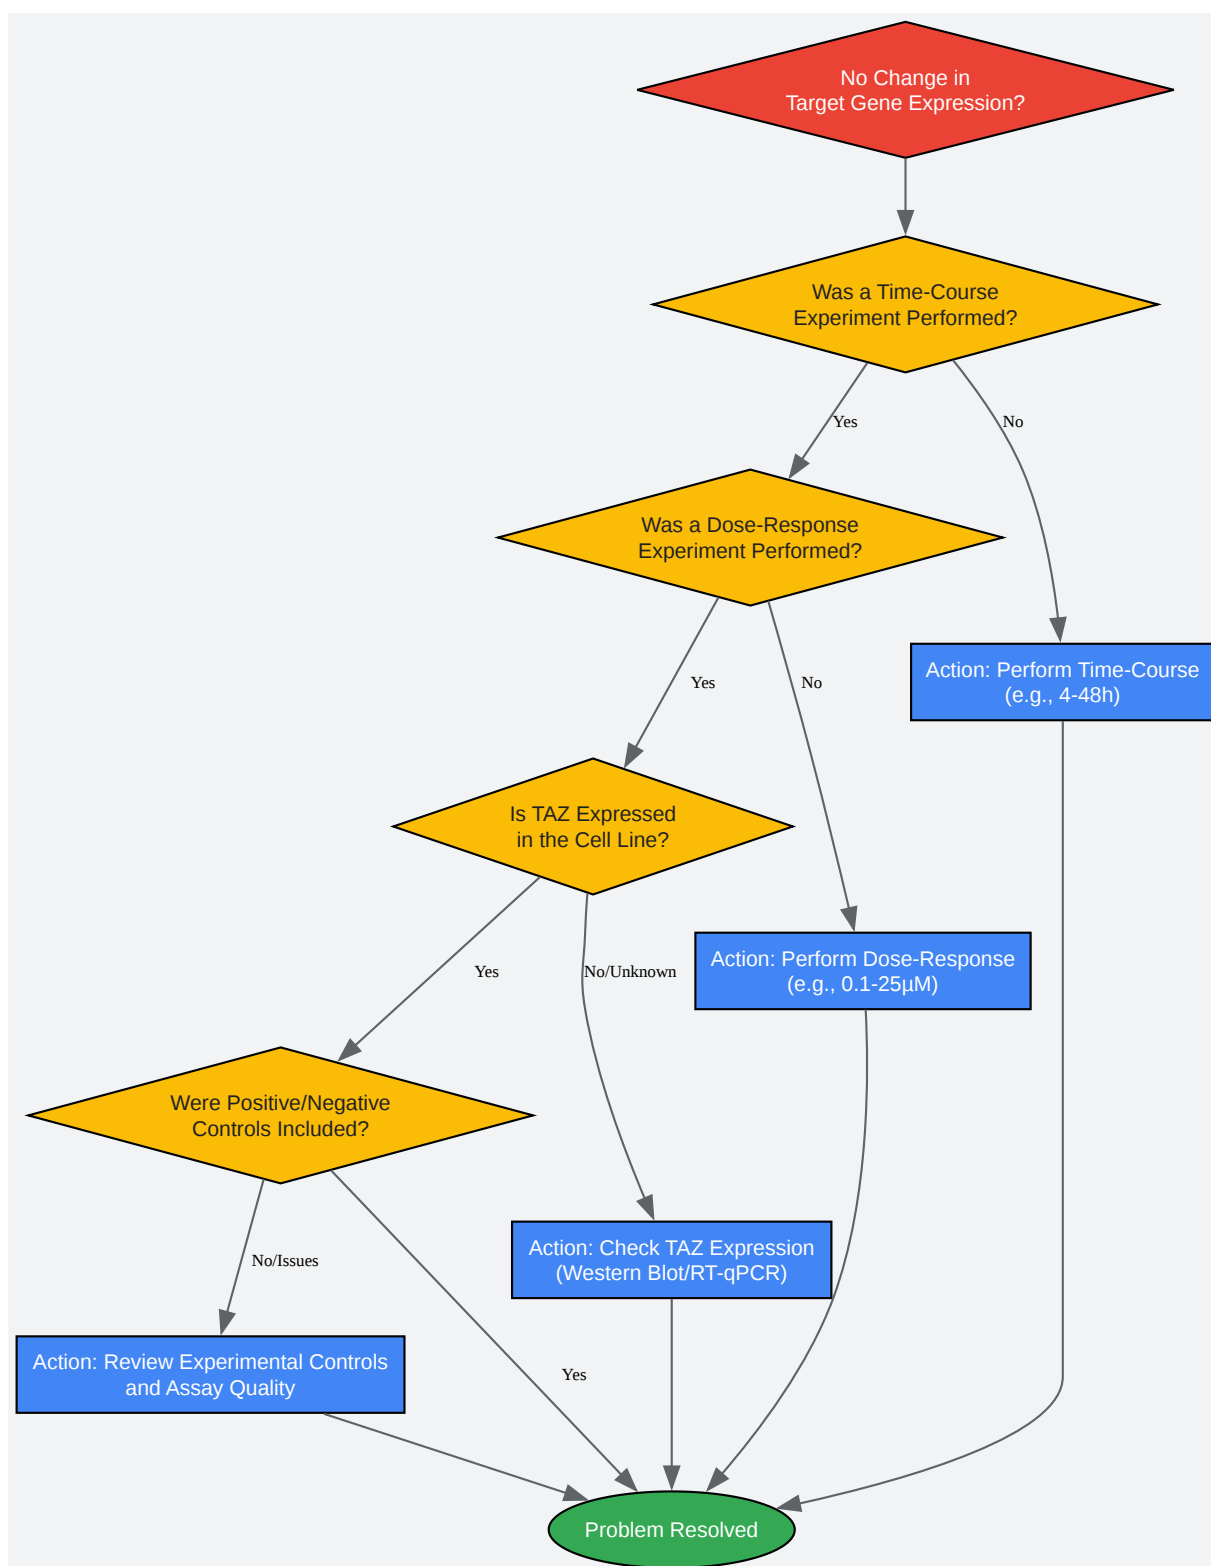 No Change in
Target Gene Expression?
Was a Time-Course
Experiment Performed?
Yes
No
Was a Dose-Response
Experiment Performed?
Action: Perform Time-Course
(e.g., 4-48h)
Yes
No
Is TAZ Expressed
in the Cell Line?
Action: Perform Dose-Response
(e.g., 0.1-25µM)
Yes
No/Unknown
Were Positive/Negative
Controls Included?
Action: Check TAZ Expression
(Western Blot/RT-qPCR)
No/Issues
Action: Review Experimental Controls
and Assay Quality
Yes
Problem Resolved